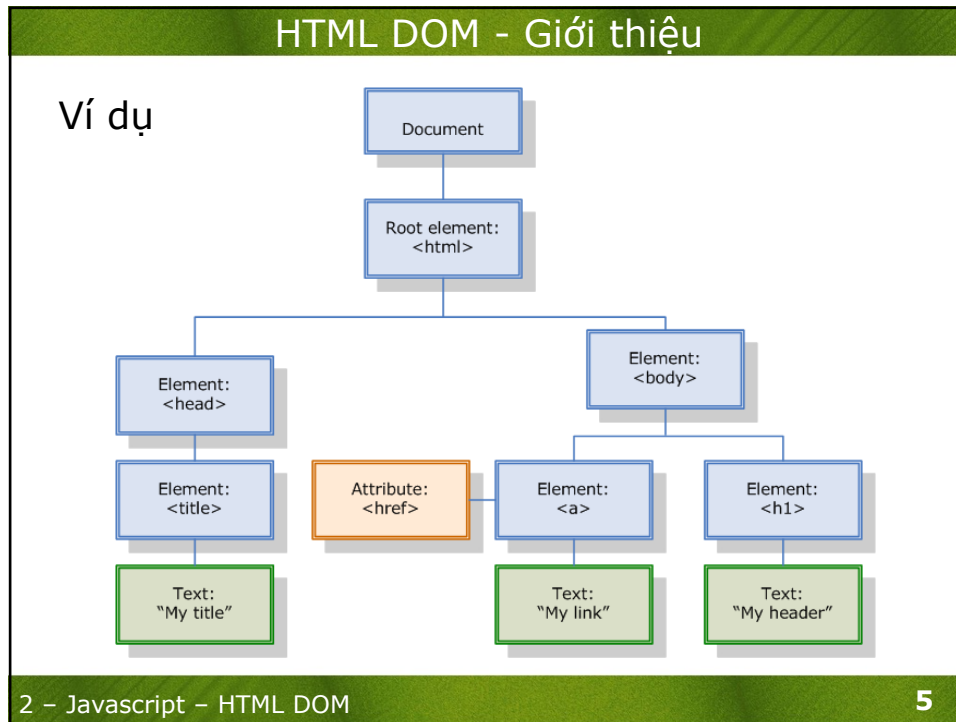 HTML DOM - Giới thiệu
Ví dụ
Document
Root element:
<html>
Element:
<head>
Element:
<body>
Element:
<title>
Attribute:
<href>
Element:
<a>
Element:
<h1>
Text:
“My title”
Text:
“My link”
Text:
“My header”
2 – Javascript – HTML DOM
5